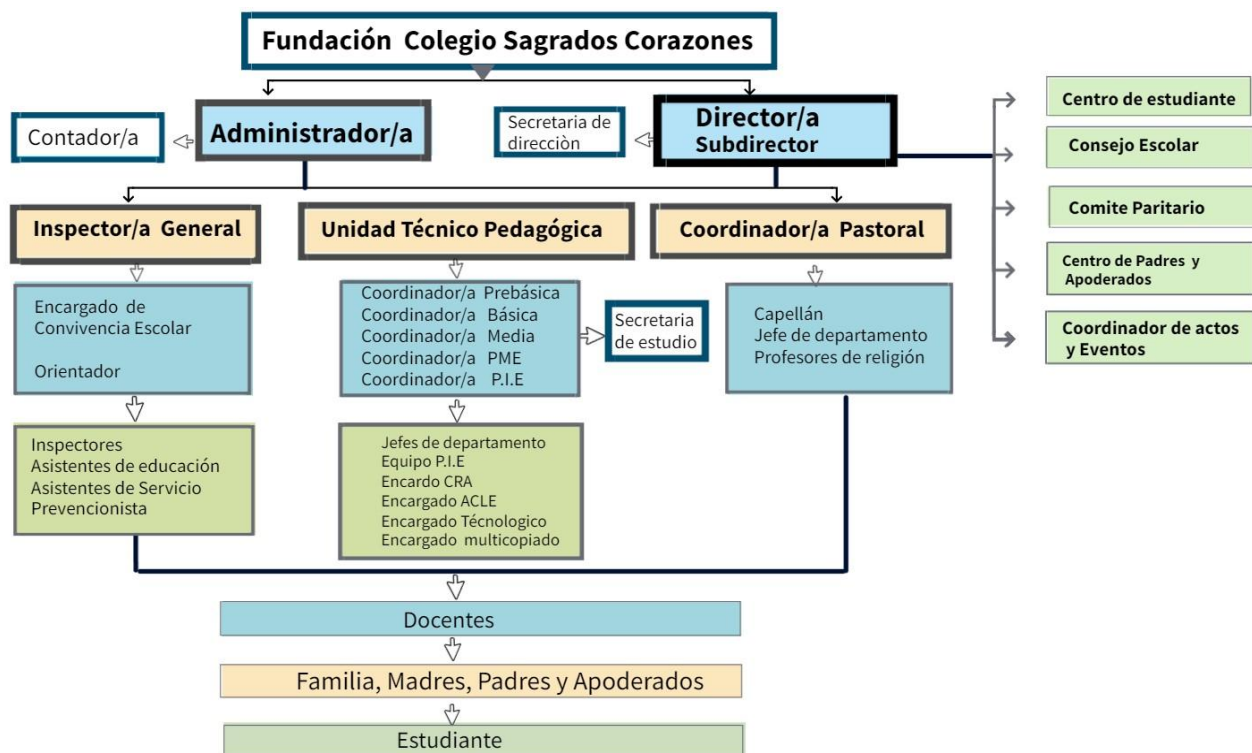 Fundación Colegio Sagrados Corazones
Contador/a
Administrador/a
Secretaria de
direcciòn
Director/a
Subdirector
Centro de estudiante
Consejo Escolar
Comite Paritario
Centro de Padres y
Apoderados
Coordinador de actos
y Eventos
Inspector/a General
Unidad Técnico Pedagógica
Coordinador/a Pastoral
Encargado de
Convivencia Escolar
Orientador
Coordinador/a Prebásica
Coordinador/a Básica
Coordinador/a Media
Coordinador/a PME
Coordinador/a P.I.E
Secretaria
de estudio
Capellán
Jefe de departamento
Profesores de religión
Inspectores
Asistentes de educación
Asistentes de Servicio
Prevencionista
Jefes de departamento
Equipo P.I.E
Encardo CRA
Encargado ACLE
Encargado Técnologico
Encargado multicopiado
Docentes
Familia, Madres, Padres y Apoderados
Estudiante